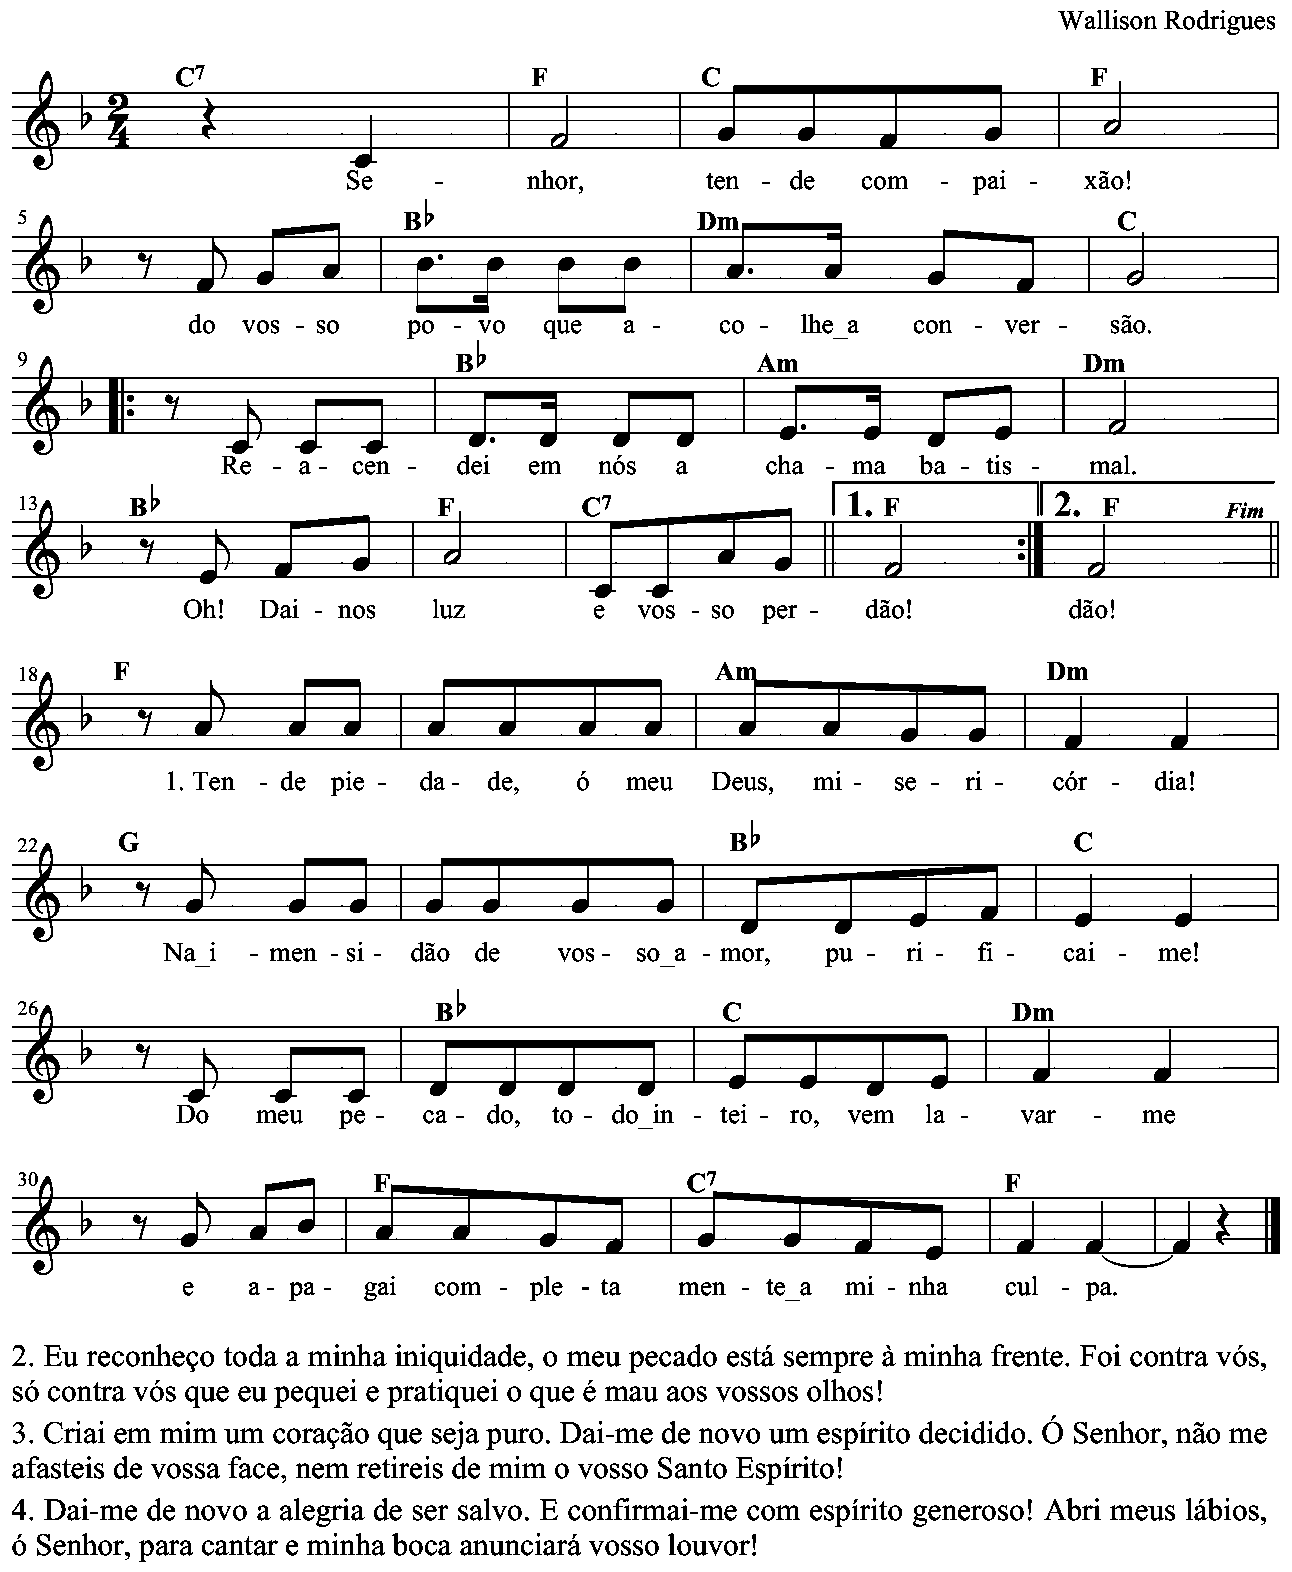 Wallison Rodrigues
C7 F C F
2/4
Se - nhor, ten - de com - pai - xão!
5 B♭ Dm C
do vos - so po - vo que a - co - lhe_a con - ver - são.
9 B♭ Am Dm
Re - a - cen - dei em nós a cha - ma ba - tis - mal.
13 B♭ F C7 1. F 2. F Fim
Oh! Dai - nos luz e vos - so per - dão! dão!
18 F Am Dm
1. Ten - de pie - da - de, ó meu Deus, mi - se - ri - cór - dia!
22 G B♭ C
Na_i - men - si - dão de vos - so_a - mor, pu - ri - fi - cai - me!
26 B♭ C Dm
Do meu pe - ca - do, to - do_in - tei - ro, vem la - var - me
30 F C7 F
e a - pa - gai com - ple - ta men - te_a mi - nha cul - pa.
2. Eu reconheço toda a minha iniquidade, o meu pecado está sempre à minha frente. Foi contra vós,
só contra vós que eu pequei e pratiquei o que é mau aos vossos olhos!
3. Criai em mim um coração que seja puro. Dai-me de novo um espírito decidido. Ó Senhor, não me
afasteis de vossa face, nem retireis de mim o vosso Santo Espírito!
4. Dai-me de novo a alegria de ser salvo. E confirmai-me com espírito generoso! Abri meus lábios,
ó Senhor, para cantar e minha boca anunciará vosso louvor!